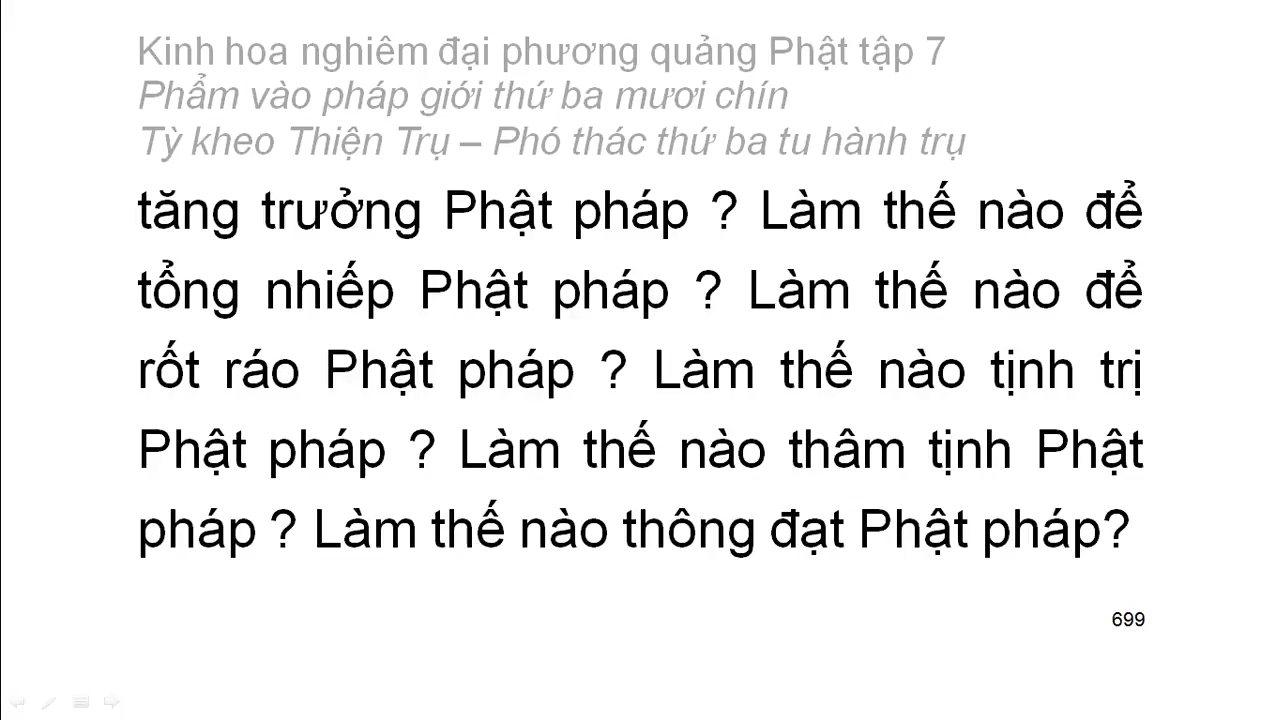 Kinh hoa nghiêm đại phương quảng Phật tập 7
Phẩm vào pháp giới thứ ba mươi chín
Tỳ kheo Thiện Trụ – Phó thác thứ ba tu hành trụ
tăng trưởng Phật pháp ? Làm thế nào để
tổng nhiếp Phật pháp ? Làm thế nào để
rốt ráo Phật pháp ? Làm thế nào tịnh trị
Phật pháp ? Làm thế nào thâm tịnh Phật
pháp ? Làm thế nào thông đạt Phật pháp?
699